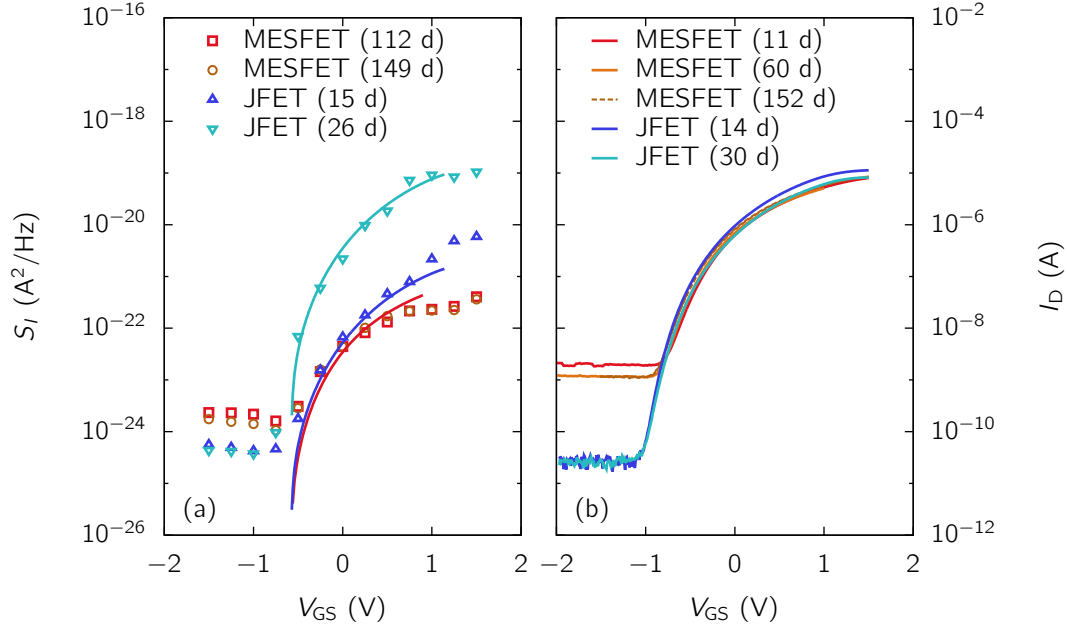 10⁻¹⁶
10⁻¹⁸
10⁻²⁰
10⁻²²
10⁻²⁴
10⁻²⁶
S_I (A²/Hz)
MESFET (112 d)
MESFET (149 d)
JFET (15 d)
JFET (26 d)
(a)
−2 −1 0 1 2
V_GS (V)
MESFET (11 d)
MESFET (60 d)
MESFET (152 d)
JFET (14 d)
JFET (30 d)
(b)
−2 −1 0 1 2
V_GS (V)
10⁻²
10⁻⁴
10⁻⁶
10⁻⁸
10⁻¹⁰
10⁻¹²
I_D (A)